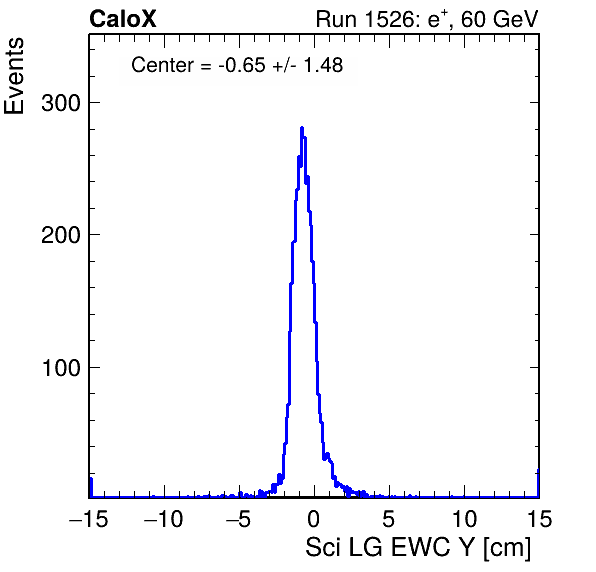 CaloX Run 1526: e⁺, 60 GeV
Center = -0.65 +/- 1.48
Events
300
200
100
−15 −10 −5 0 5 10 15
Sci LG EWC Y [cm]